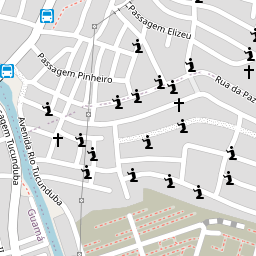 Passagem Elizeu
Passagem Pinheiro
Rua da Paz
Avenida Rio Tucunduba
Passagem Tucunduba
Guamá